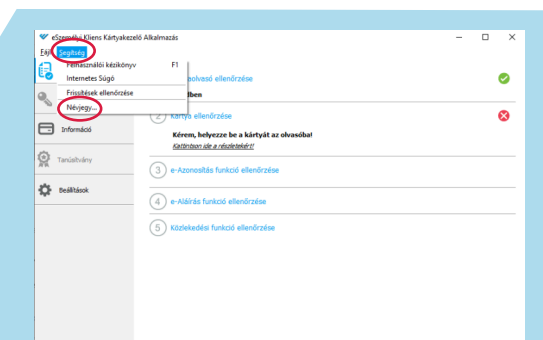 eSzemélyi Kliens Kártyakezelő Alkalmazás
Fájl Segítség
Felhasználói kézikönyv F1
Internetes Súgó
Frissítések ellenőrzése
Névjegy...
Információ
Tanúsítvány
Beállítások
ellenőrzése
2 Kártya ellenőrzése
Kérem, helyezze be a kártyát az olvasóba!
Kattintson ide a részletekért!
3 e-Azonosítás funkció ellenőrzése
4 e-Aláírás funkció ellenőrzése
5 Közlekedési funkció ellenőrzése